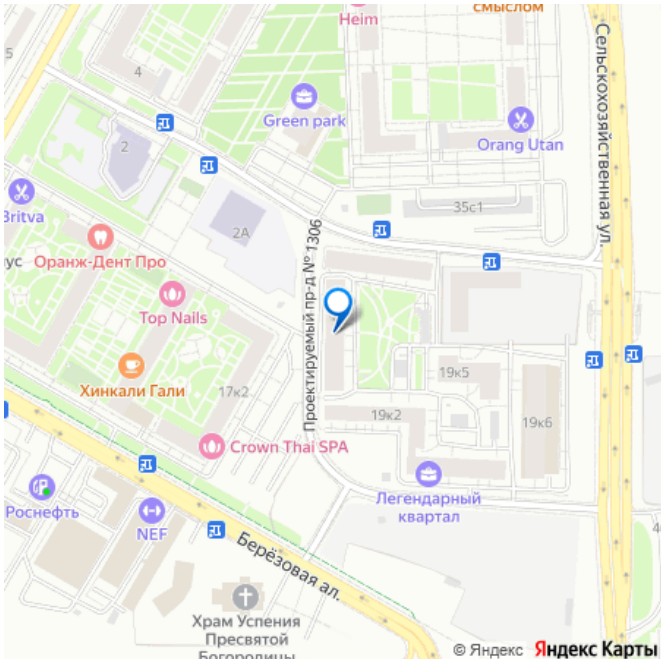 Heim
смыслом
4
Green park
Orang Utan
Сельскохозяйственная ул.
2
Britva
35с1
2А
ус
Оранж-Дент Про
Проектируемый пр-д № 1306
Top Nails
Хинкали Гали
17к2
19к5
19к2
19к6
Crown Thai SPA
Легендарный
квартал
Роснефть
NEF
Берёзовая ал.
Храм Успения
Пресвятой
Богородицы
© Яндекс Яндекс Карты